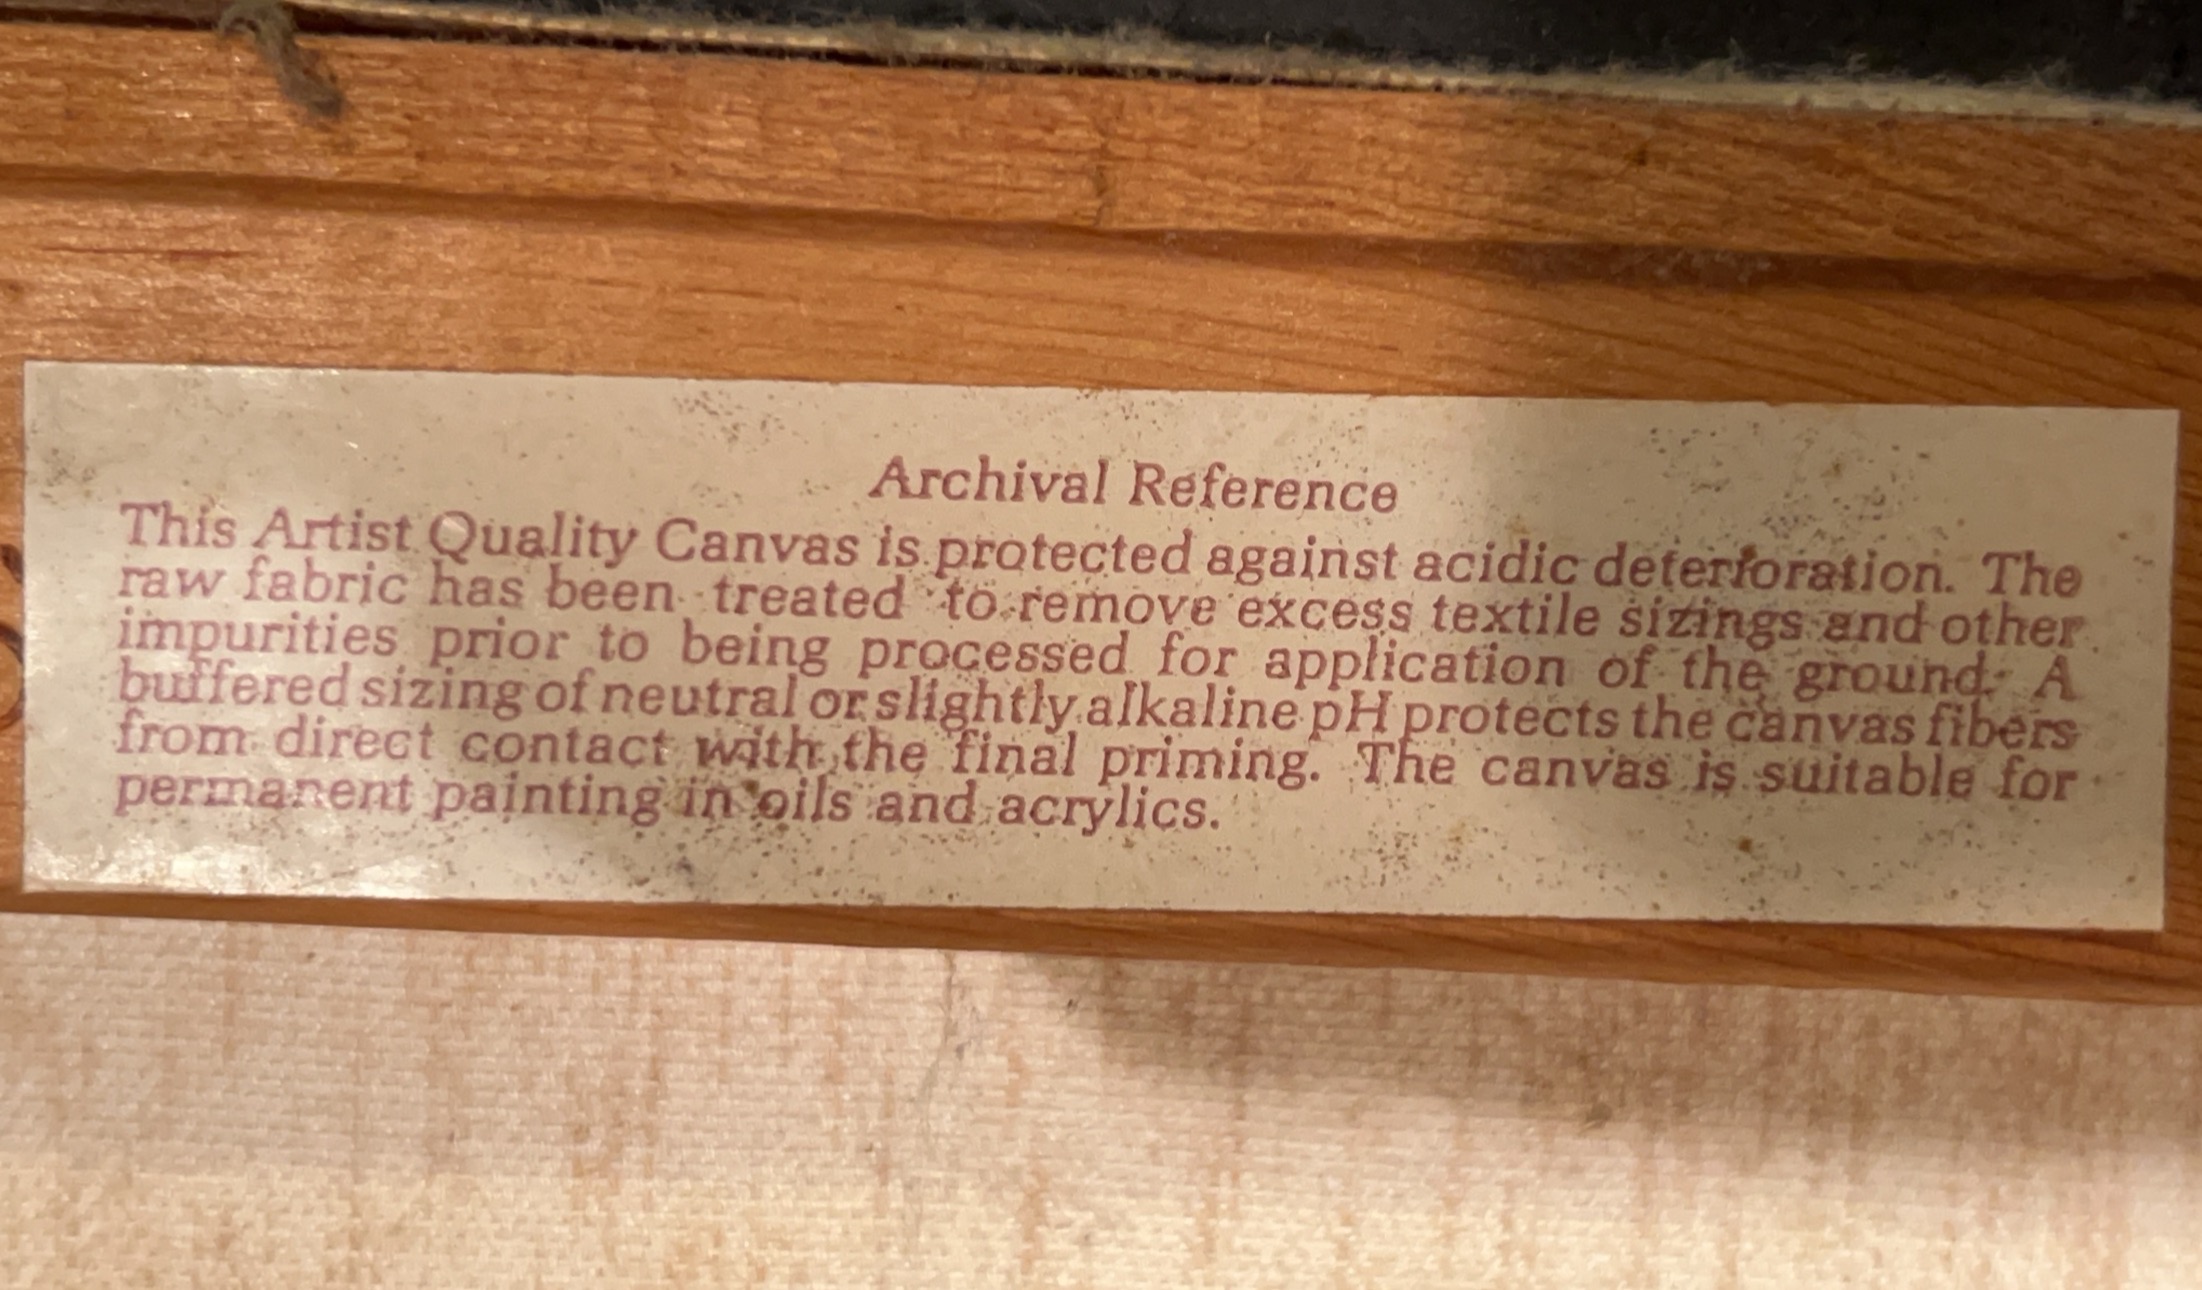 Archival Reference
This Artist Quality Canvas is protected against acidic deterioration. The
raw fabric has been treated to remove excess textile sizings and other
impurities prior to being processed for application of the ground. A
buffered sizing of neutral or slightly alkaline pH protects the canvas fibers
from direct contact with the final priming. The canvas is suitable for
permanent painting in oils and acrylics.